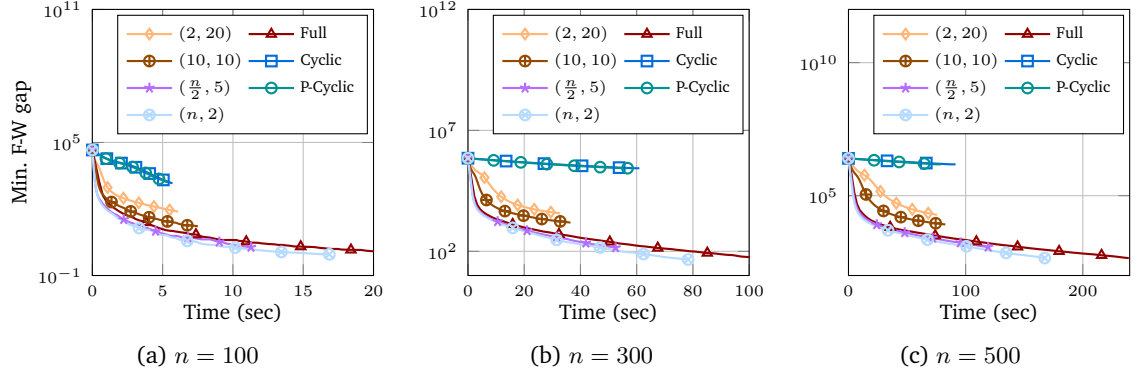 Min. F-W gap
10^11
10^5
10^−1
(2, 20)
Full
(10, 10)
Cyclic
(n/2, 5)
P-Cyclic
(n, 2)
0 5 10 15 20
Time (sec)
(a) n = 100
10^12
10^7
10^2
(2, 20)
Full
(10, 10)
Cyclic
(n/2, 5)
P-Cyclic
(n, 2)
0 20 40 60 80 100
Time (sec)
(b) n = 300
10^10
10^5
(2, 20)
Full
(10, 10)
Cyclic
(n/2, 5)
P-Cyclic
(n, 2)
0 100 200
Time (sec)
(c) n = 500